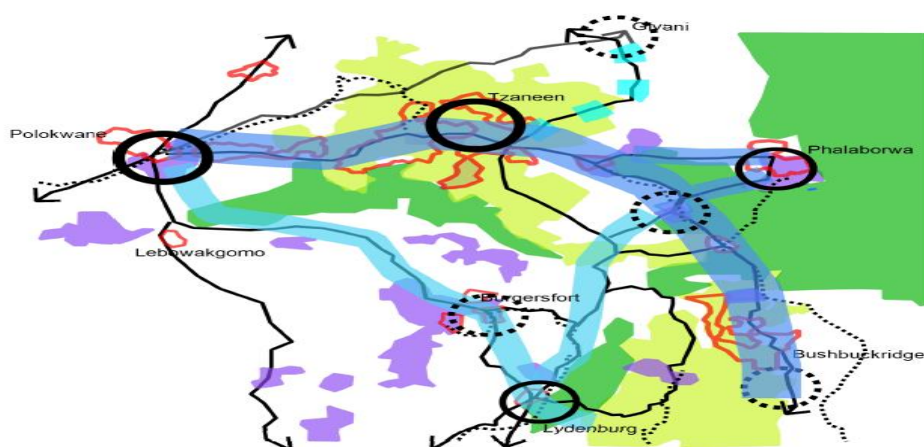 Giyani
Tzaneen
Polokwane
Phalaborwa
Lebowakgomo
Burgersfort
Bushbuckridge
Lydenburg